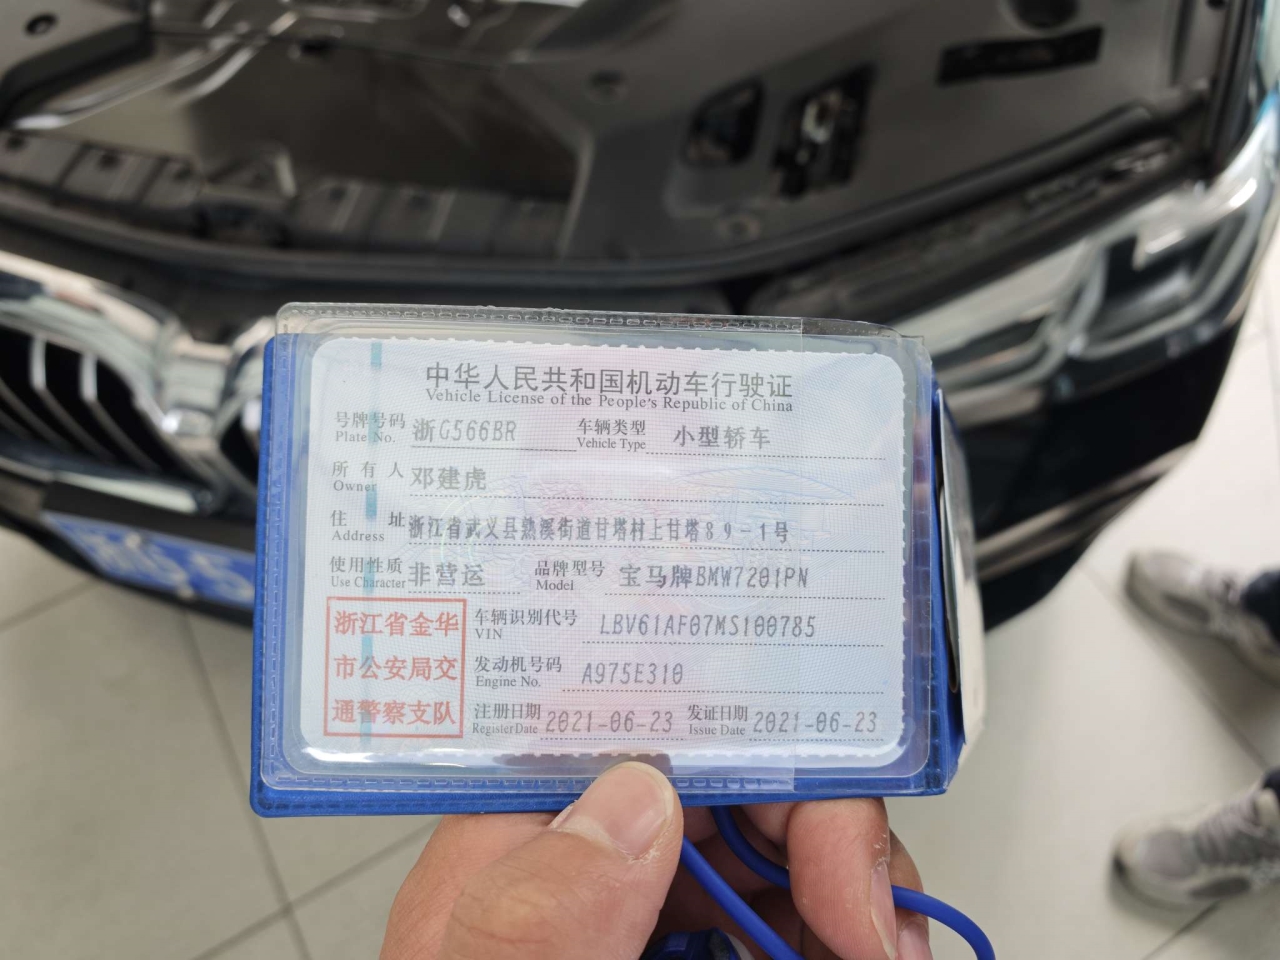 中华人民共和国机动车行驶证
Vehicle License of the People's Republic of China
号牌号码 浙G566BR 车辆类型 小型轿车
Plate No. Vehicle Type
所有人 邓建虎
Owner
住址 浙江省武义县熟溪街道甘塔村上甘塔89-1号
Address
使用性质 非营运 品牌型号 宝马牌BMW7201PN
Use Character Model
浙江省金华
市公安局交
通警察支队
车辆识别代号 LBV61AF07MS100785
VIN
发动机号码 A975E310
Engine No.
注册日期 2021-06-23 发证日期 2021-06-23
Register Date Issue Date